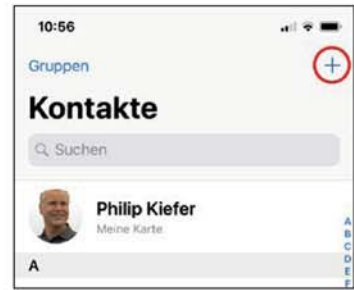 10:56
Gruppen
+
Kontakte
Suchen
Philip Kiefer
Meine Karte
A
A
B
C
D
E
F